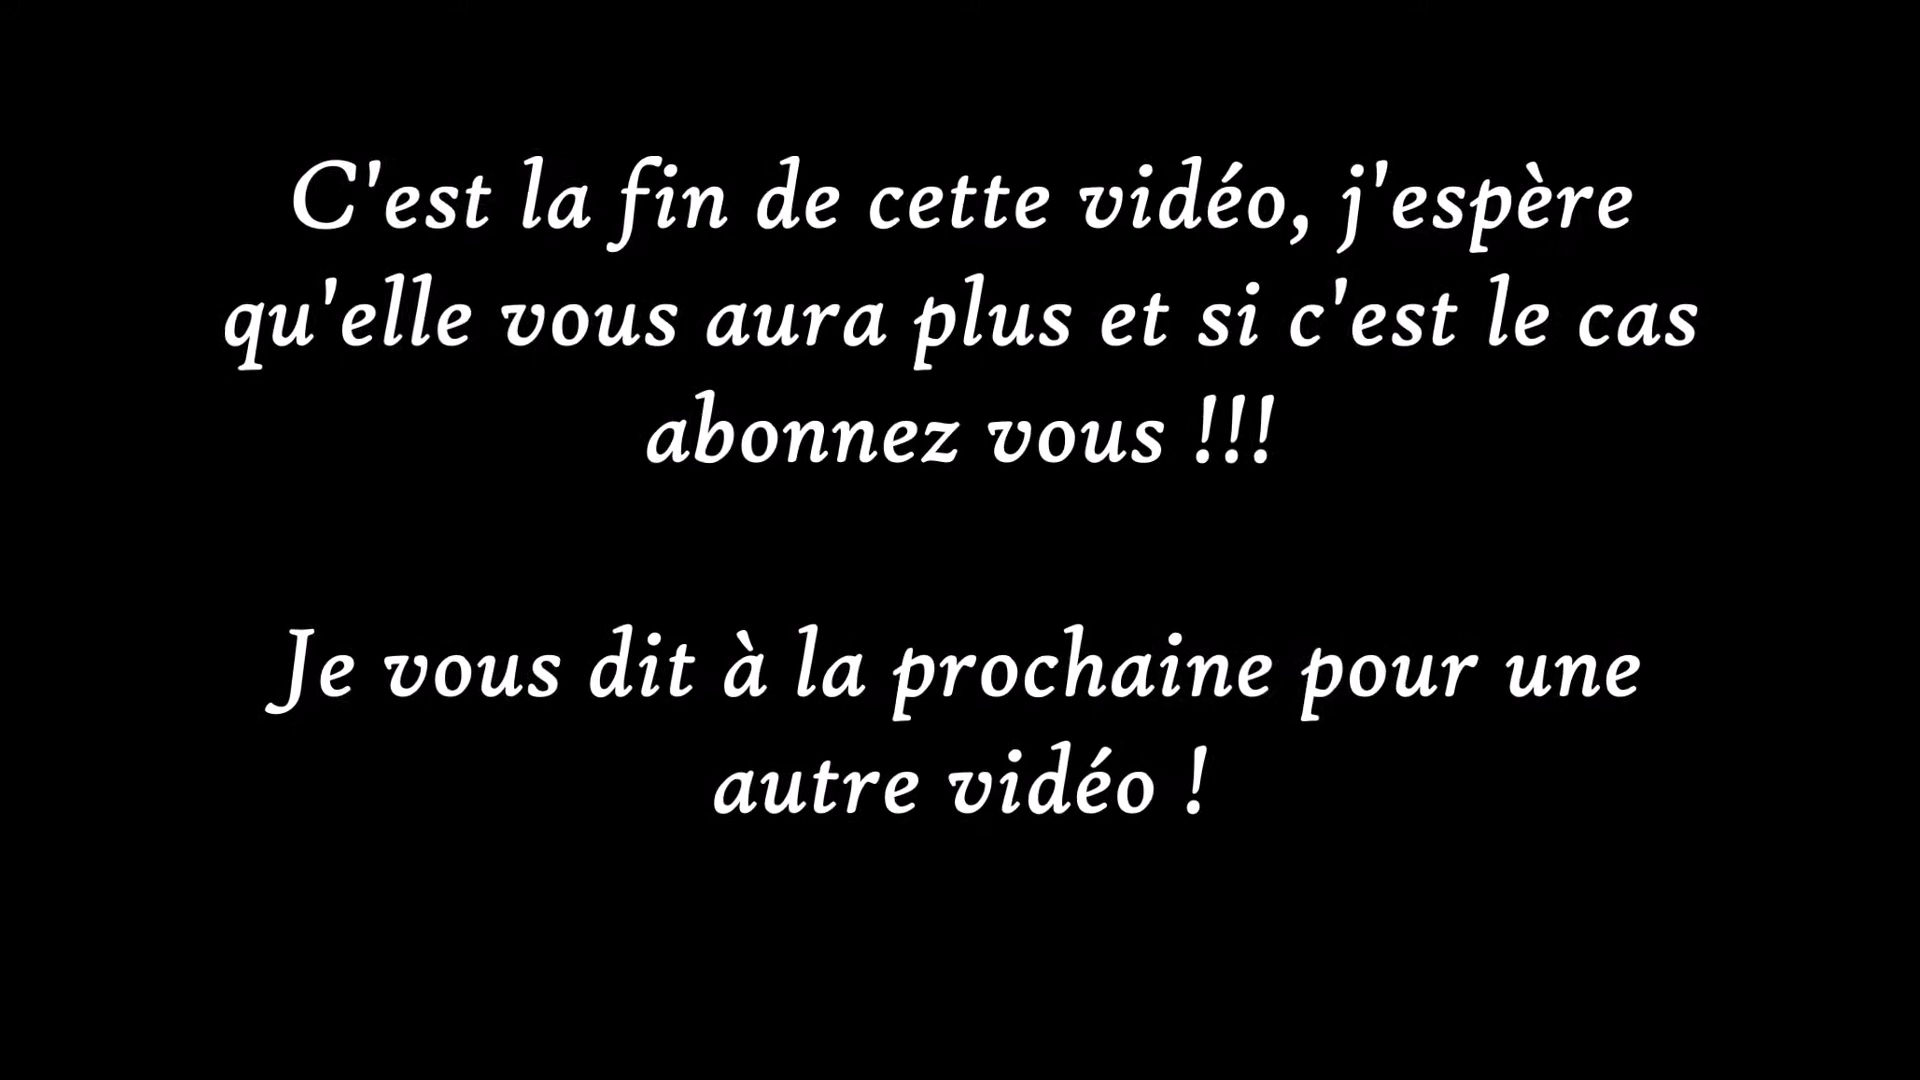 C'est la fin de cette vidéo, j'espère
qu'elle vous aura plus et si c'est le cas
abonnez vous !!!
Je vous dit à la prochaine pour une
autre vidéo !